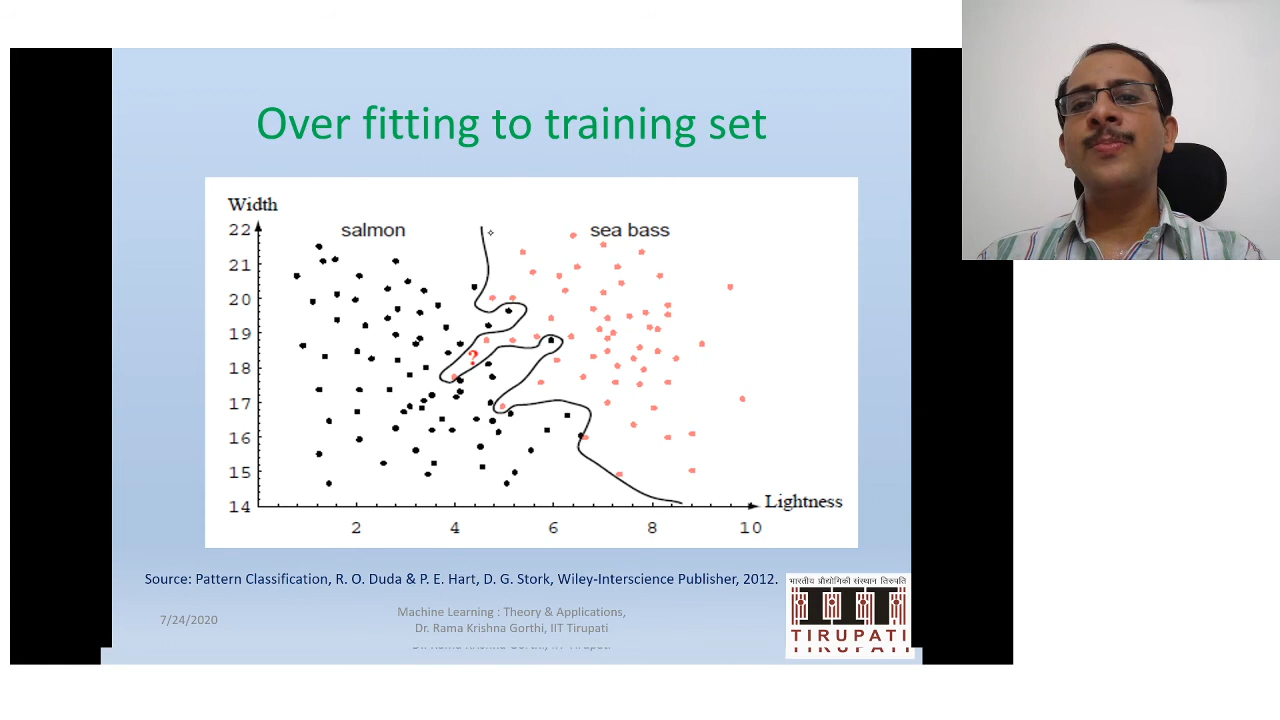 Over fitting to training set
Width
22
salmon
sea bass
21
20
19
18
?
17
16
15
14
Lightness
2
4
6
8
10
Source: Pattern Classification, R. O. Duda & P. E. Hart, D. G. Stork, Wiley-Interscience Publisher, 2012.
7/24/2020
Machine Learning : Theory & Applications,
Dr. Rama Krishna Gorthi, IIT Tirupati
भारतीय प्रौद्योगिकी संस्थान तिरुपति
TIRUPATI